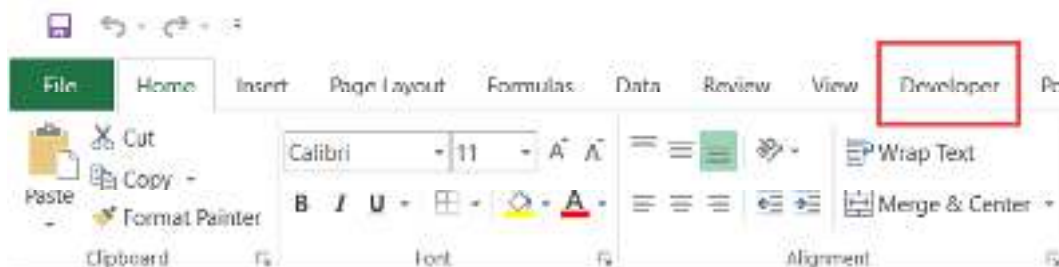 File Home Insert Page Layout Formulas Data Review View Developer Po
Cut
Calibri 11 A A Wrap Text
Copy
Paste
Format Painter B I U A Merge & Center
Clipboard Font Alignment